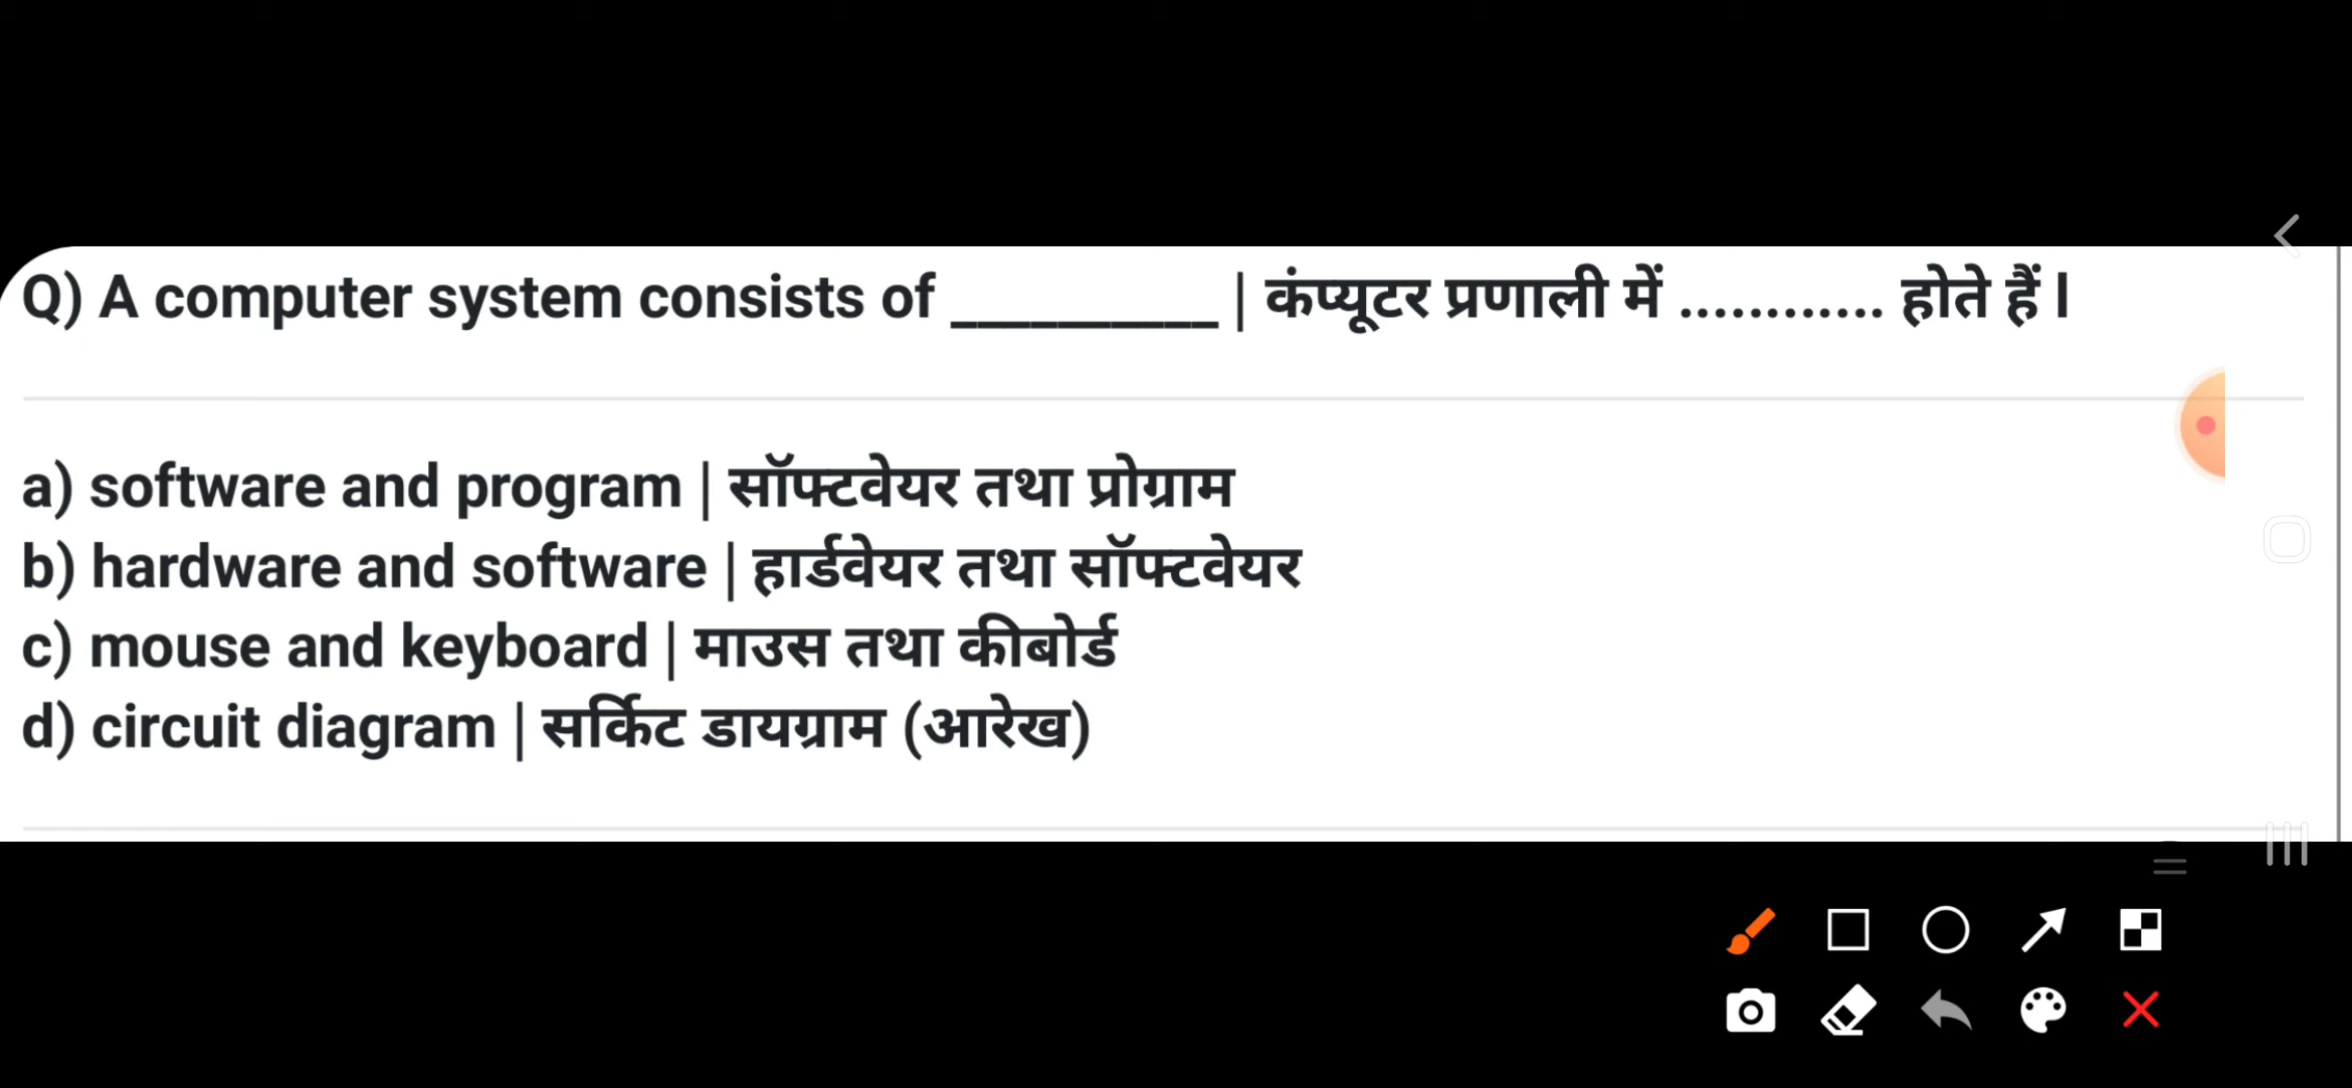 Q) A computer system consists of __________ | कंप्यूटर प्रणाली में ............. होते हैं।
a) software and program | सॉफ्टवेयर तथा प्रोग्राम
b) hardware and software | हार्डवेयर तथा सॉफ्टवेयर
c) mouse and keyboard | माउस तथा कीबोर्ड
d) circuit diagram | सर्किट डायग्राम (आरेख)